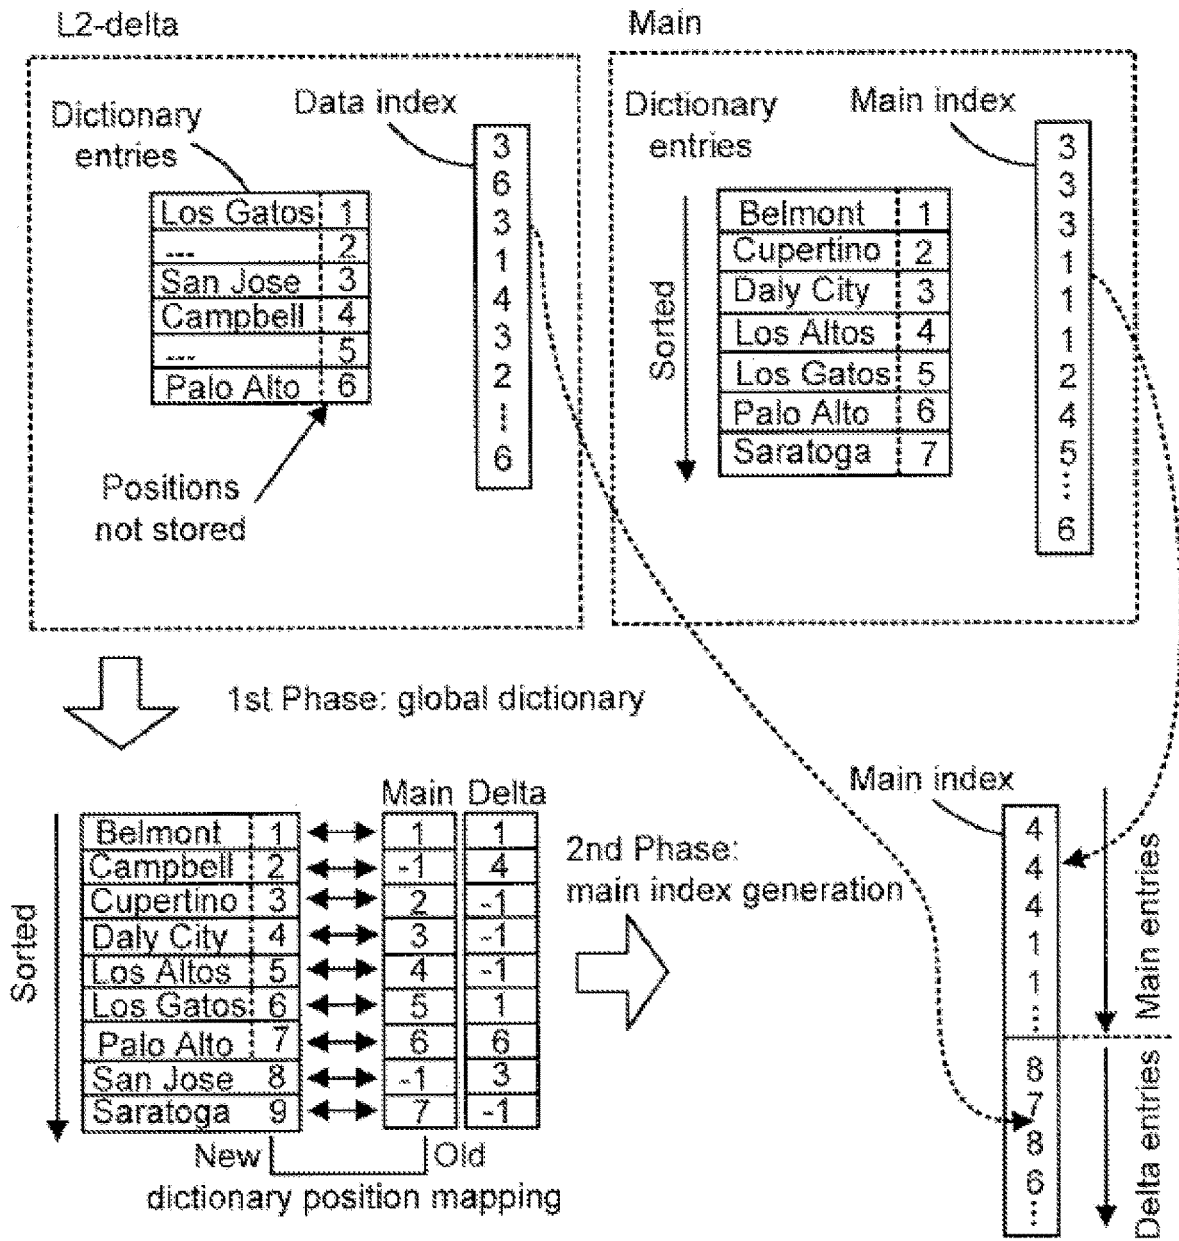 L2-delta
Dictionary
entries
Data index
Los Gatos 1
--- 2
San Jose 3
Campbell 4
--- 5
Palo Alto 6
Positions
not stored
3
6
3
1
4
3
2
...
6
Main
Dictionary
entries
Main index
Sorted
Belmont 1
Cupertino 2
Daly City 3
Los Altos 4
Los Gatos 5
Palo Alto 6
Saratoga 7
3
3
3
1
1
1
2
4
5
...
6
1st Phase: global dictionary
Main Delta
Sorted
Belmont 1 1 1
Campbell 2 -1 4
Cupertino 3 2 -1
Daly City 4 3 -1
Los Altos 5 4 -1
Los Gatos 6 5 1
Palo Alto 7 6 6
San Jose 8 -1 3
Saratoga 9 7 -1
New Old
dictionary position mapping
2nd Phase:
main index generation
Main index
4
4
4
1
1
...
8
7
8
6
...
Main entries
Delta entries